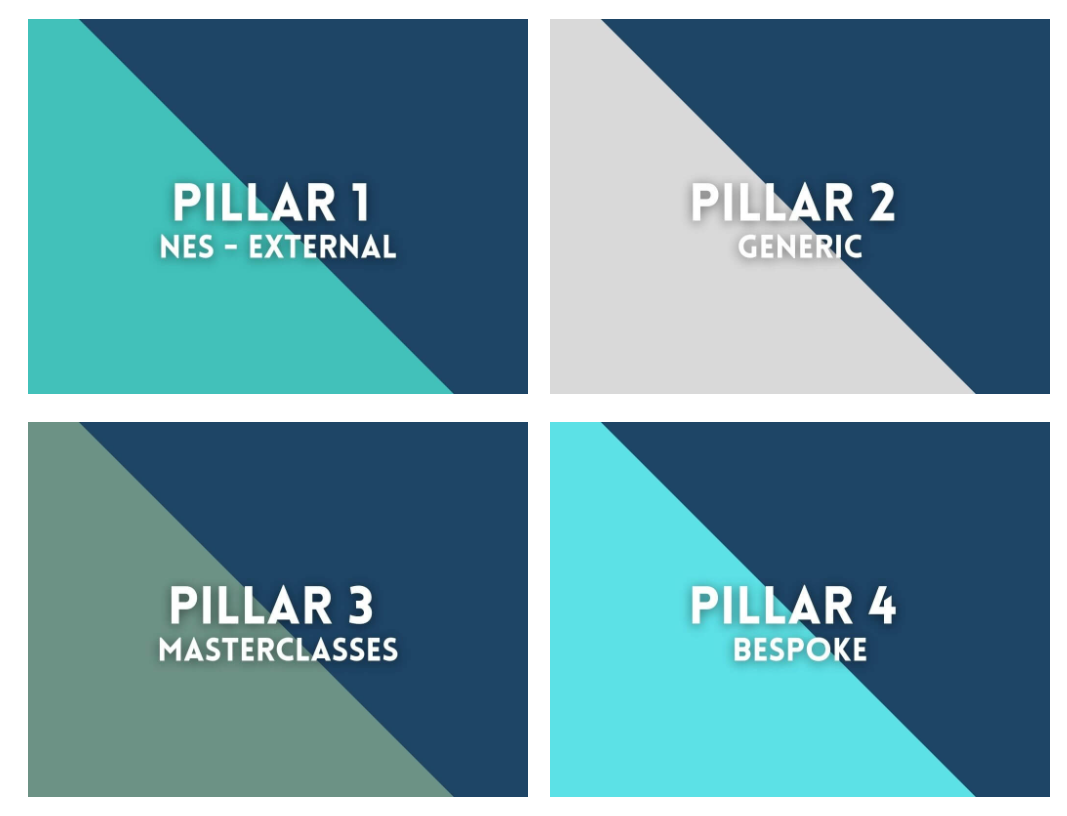 PILLAR 1
NES - EXTERNAL
PILLAR 2
GENERIC
PILLAR 3
MASTERCLASSES
PILLAR 4
BESPOKE